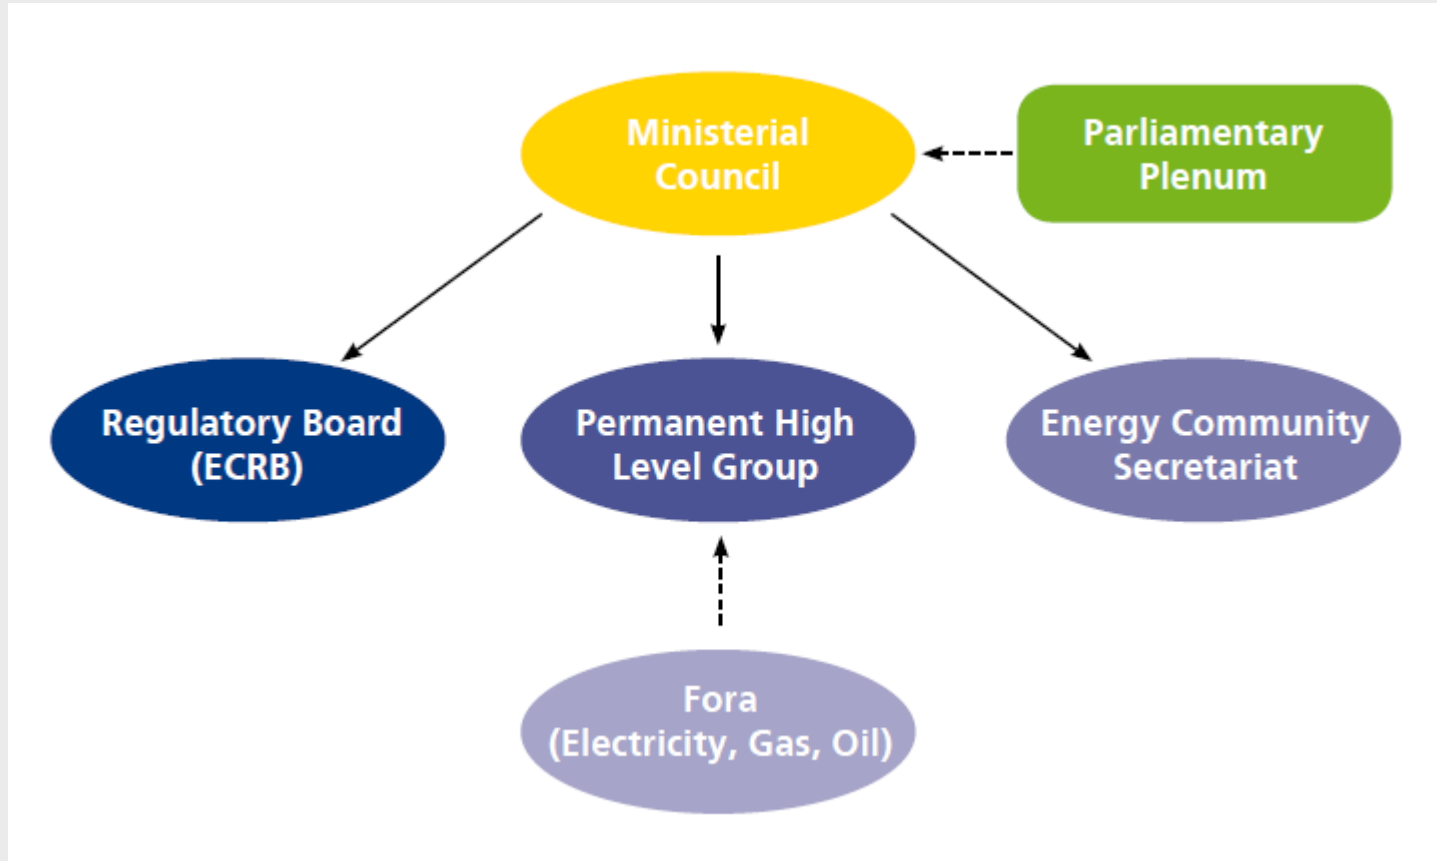 Ministerial
Council
Parliamentary
Plenum
Regulatory Board
(ECRB)
Permanent High
Level Group
Energy Community
Secretariat
Fora
(Electricity, Gas, Oil)